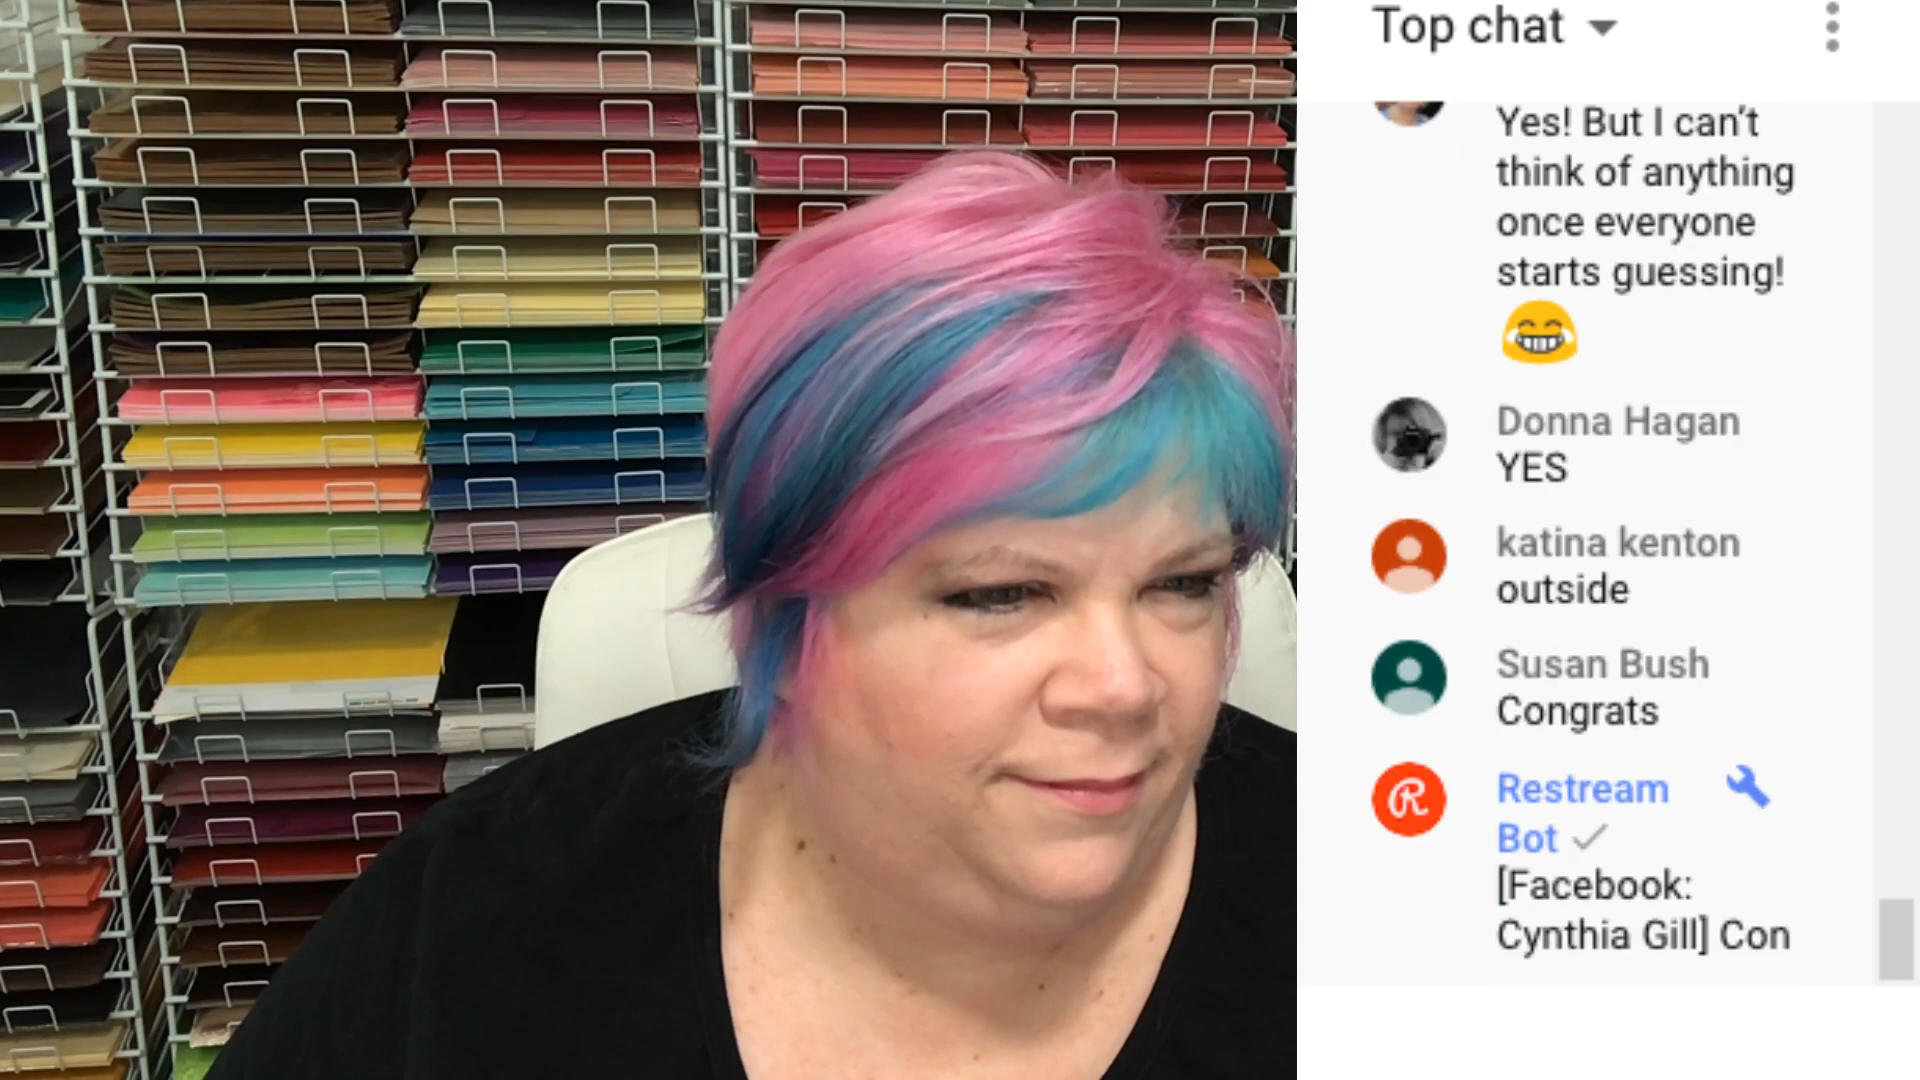 Top chat
Yes! But I can't
think of anything
once everyone
starts guessing!
Donna Hagan
YES
katina kenton
outside
Susan Bush
Congrats
Restream
Bot
[Facebook:
Cynthia Gill] Con